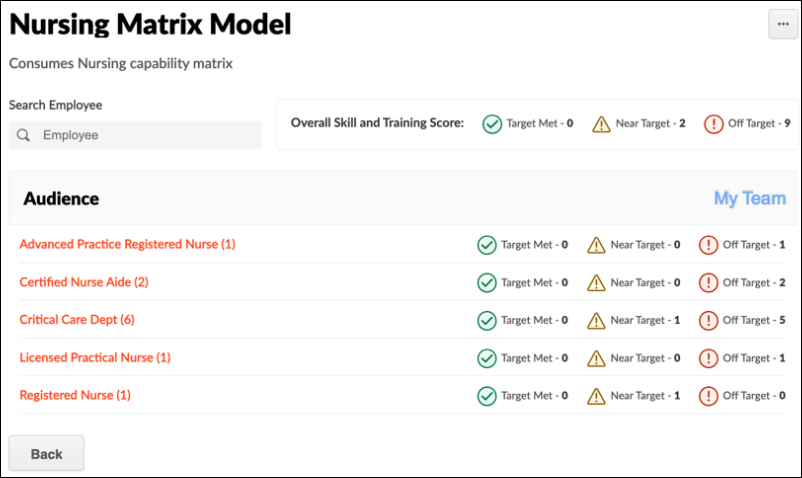 Nursing Matrix Model
...
Consumes Nursing capability matrix
Search Employee
Employee
Overall Skill and Training Score: Target Met - 0 Near Target - 2 Off Target - 9
Audience My Team
Advanced Practice Registered Nurse (1) Target Met - 0 Near Target - 0 Off Target - 1
Certified Nurse Aide (2) Target Met - 0 Near Target - 0 Off Target - 2
Critical Care Dept (6) Target Met - 0 Near Target - 1 Off Target - 5
Licensed Practical Nurse (1) Target Met - 0 Near Target - 0 Off Target - 1
Registered Nurse (1) Target Met - 0 Near Target - 1 Off Target - 0
Back